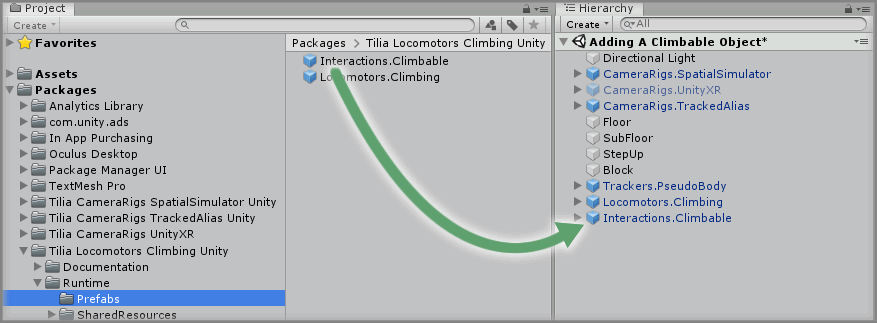 Project
Create
Favorites
Assets
Packages
Analytics Library
com.unity.ads
In App Purchasing
Oculus Desktop
Package Manager UI
TextMesh Pro
Tilia CameraRigs SpatialSimulator Unity
Tilia CameraRigs TrackedAlias Unity
Tilia CameraRigs UnityXR
Tilia Locomotors Climbing Unity
Documentation
Runtime
Prefabs
SharedResources
Packages > Tilia Locomotors Climbing Unity
Interactions.Climbable
Locomotors.Climbing
Hierarchy
Create All
Adding A Climbable Object*
Directional Light
CameraRigs.SpatialSimulator
CameraRigs.UnityXR
CameraRigs.TrackedAlias
Floor
SubFloor
StepUp
Block
Trackers.PseudoBody
Locomotors.Climbing
Interactions.Climbable